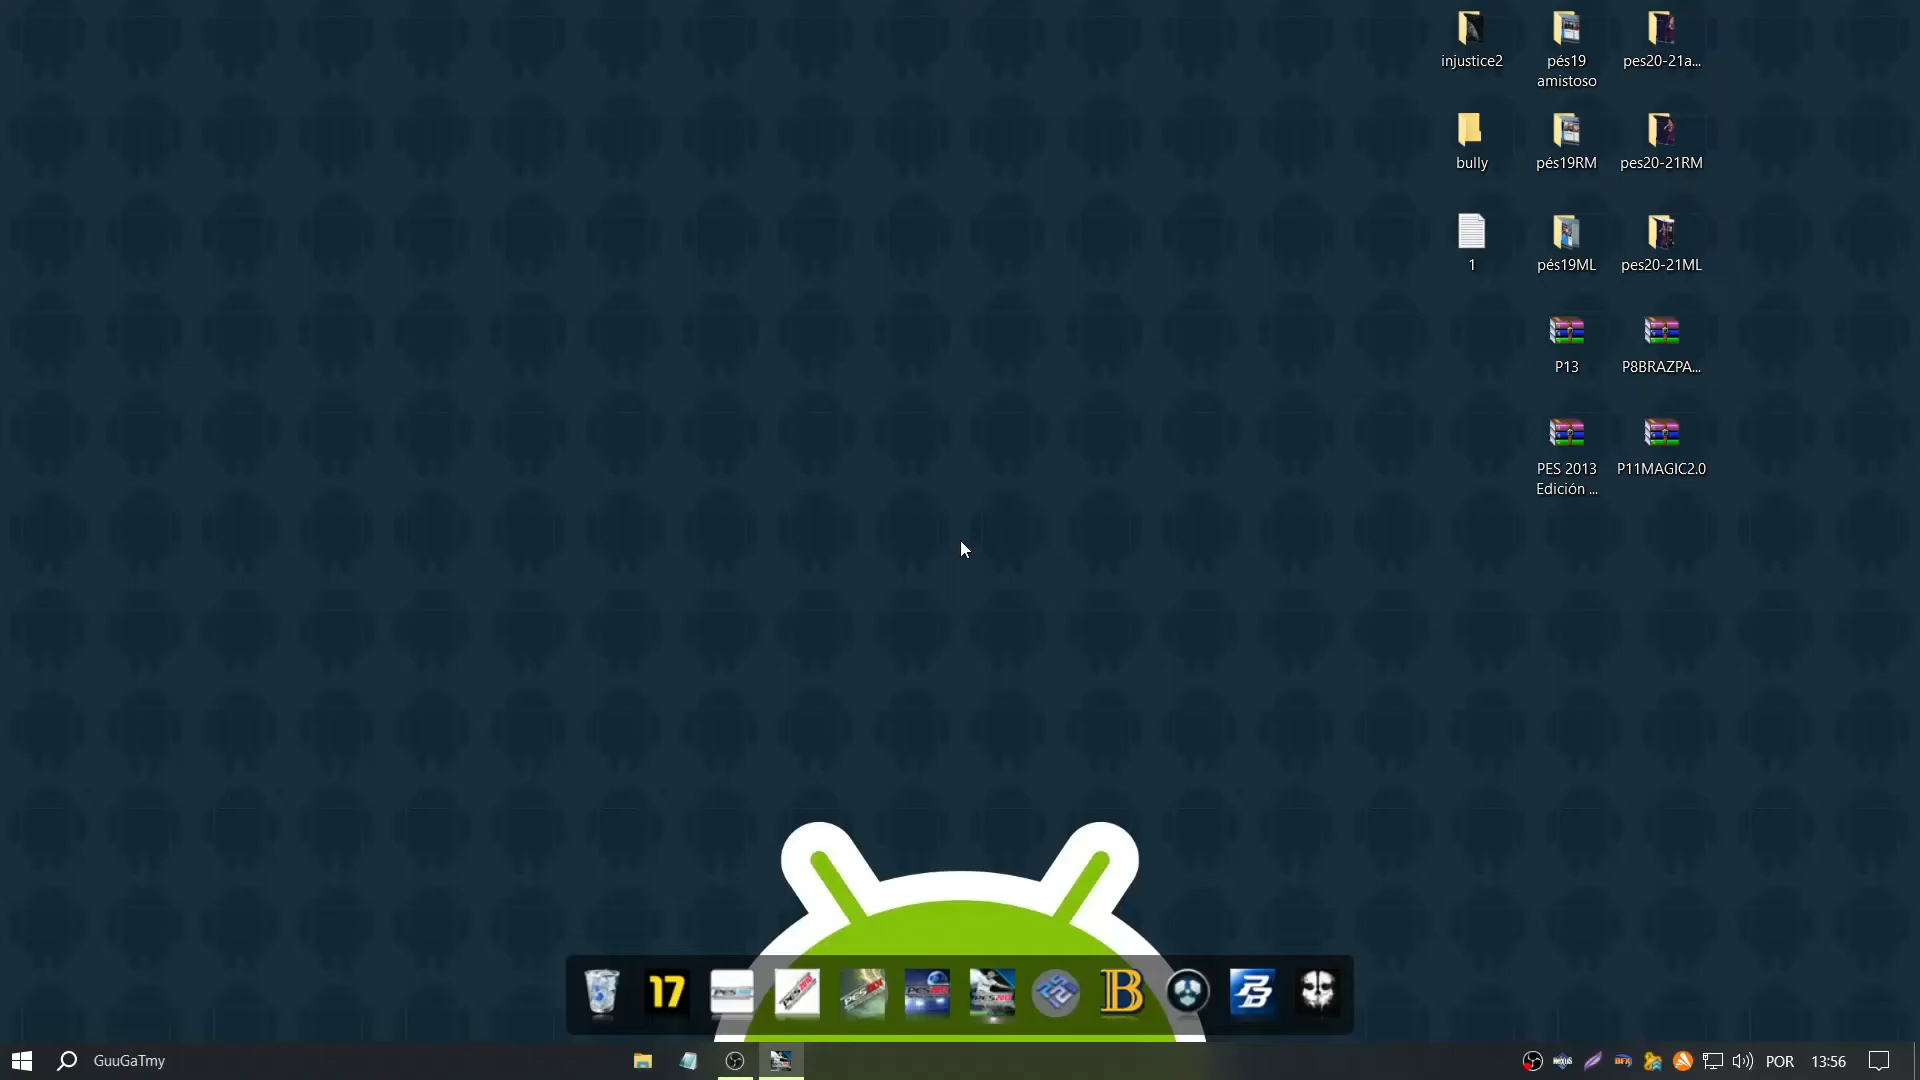 injustice2
pés19
amistoso
pes20-21a...
bully
pés19RM
pes20-21RM
1
pés19ML
pes20-21ML
P13
P8BRAZPA...
PES 2013
Edición ...
P11MAGIC2.0
17
B
GuuGaTmy
POR
13:56